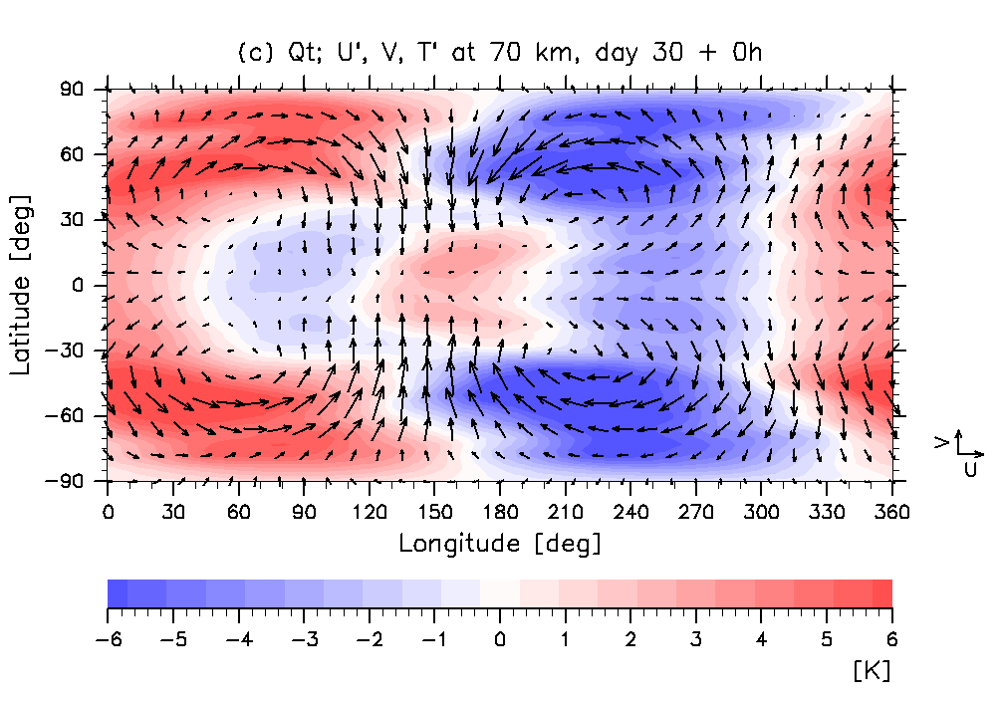 (c) Qt; U', V, T' at 70 km, day 30 + 0h
90
60
30
0
−30
−60
−90
Latitude [deg]
0 30 60 90 120 150 180 210 240 270 300 330 360
Longitude [deg]
V
U
−6 −5 −4 −3 −2 −1 0 1 2 3 4 5 6
[K]